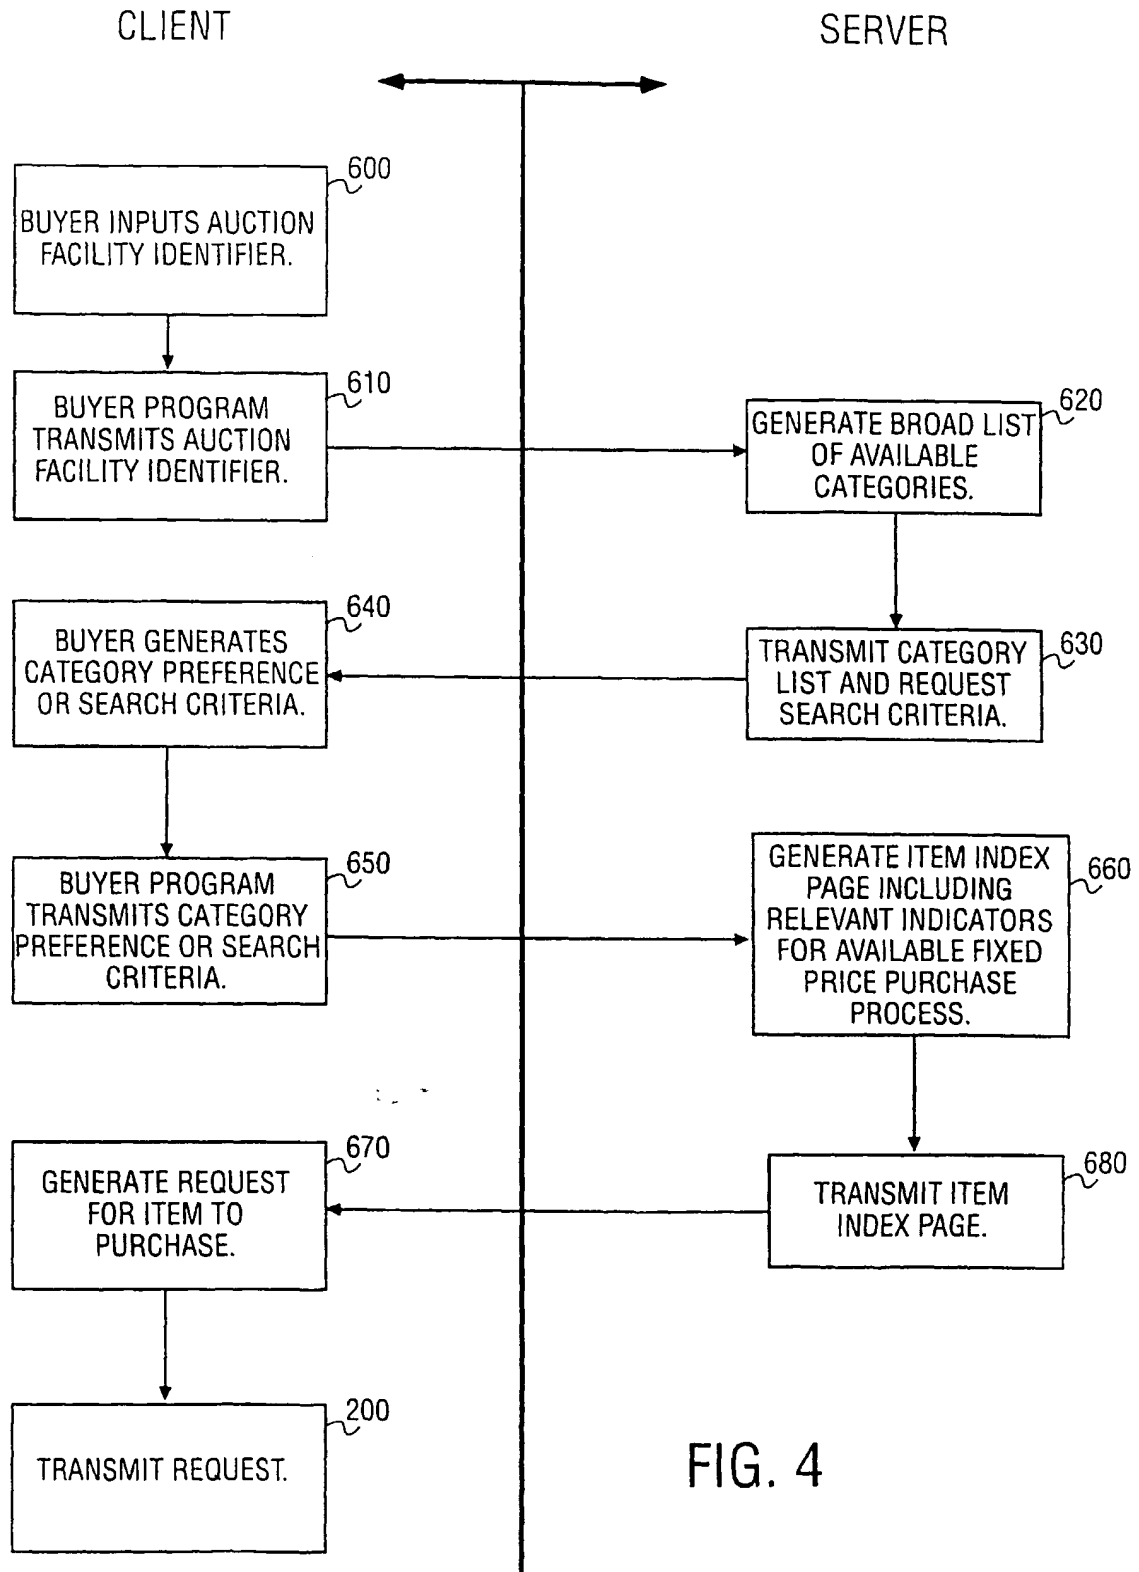 CLIENT
SERVER
600
BUYER INPUTS AUCTION
FACILITY IDENTIFIER.
610
BUYER PROGRAM
TRANSMITS AUCTION
FACILITY IDENTIFIER.
620
GENERATE BROAD LIST
OF AVAILABLE
CATEGORIES.
630
TRANSMIT CATEGORY
LIST AND REQUEST
SEARCH CRITERIA.
640
BUYER GENERATES
CATEGORY PREFERENCE
OR SEARCH CRITERIA.
650
BUYER PROGRAM
TRANSMITS CATEGORY
PREFERENCE OR SEARCH
CRITERIA.
660
GENERATE ITEM INDEX
PAGE INCLUDING
RELEVANT INDICATORS
FOR AVAILABLE FIXED
PRICE PURCHASE
PROCESS.
680
TRANSMIT ITEM
INDEX PAGE.
670
GENERATE REQUEST
FOR ITEM TO
PURCHASE.
200
TRANSMIT REQUEST.
FIG. 4